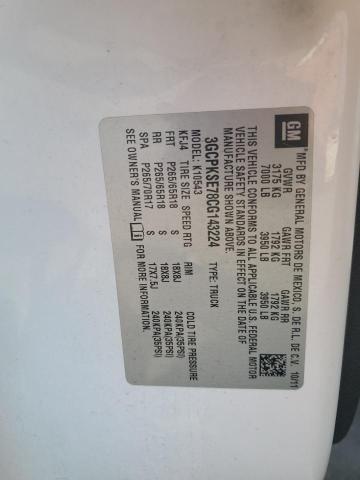 GM
MFD BY GENERAL MOTORS DE MEXICO, S. DE R.L. DE C.V. 10/11
GVWR GAWR FRT GAWR RR
3175 KG 1792 KG 1792 KG
7000 LB 3950 LB 3950 LB
THIS VEHICLE CONFORMS TO ALL APPLICABLE U.S. FEDERAL MOTOR
VEHICLE SAFETY STANDARDS IN EFFECT ON THE DATE OF
MANUFACTURE SHOWN ABOVE.
3GCPKSE78CG143224 TYPE: TRUCK
K10543
KFJ4 TIRE SIZE SPEED RTG RIM COLD TIRE PRESSURE
FRT P265/65R18 S 18X8J 240KPA(35PSI)
RR P265/65R18 S 18X8J 240KPA(35PSI)
SPA P265/70R17 S 17X7.5J 240KPA(35PSI)
SEE OWNER'S MANUAL i FOR MORE INFORMATION.